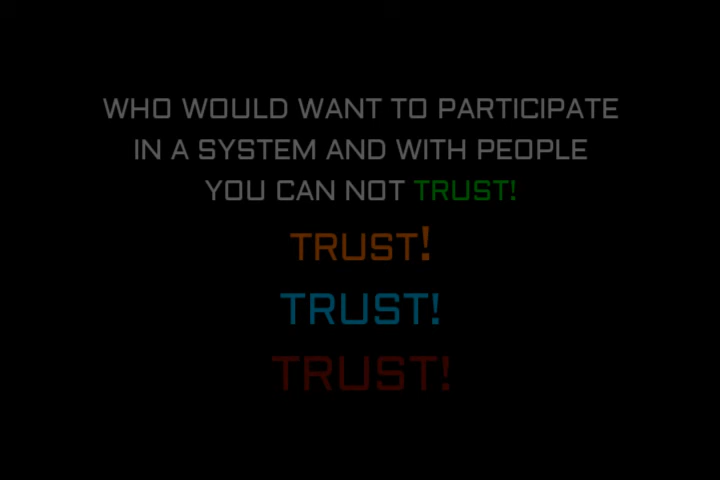 WHO WOULD WANT TO PARTICIPATE
IN A SYSTEM AND WITH PEOPLE
YOU CAN NOT TRUST!
TRUST!
TRUST!
TRUST!